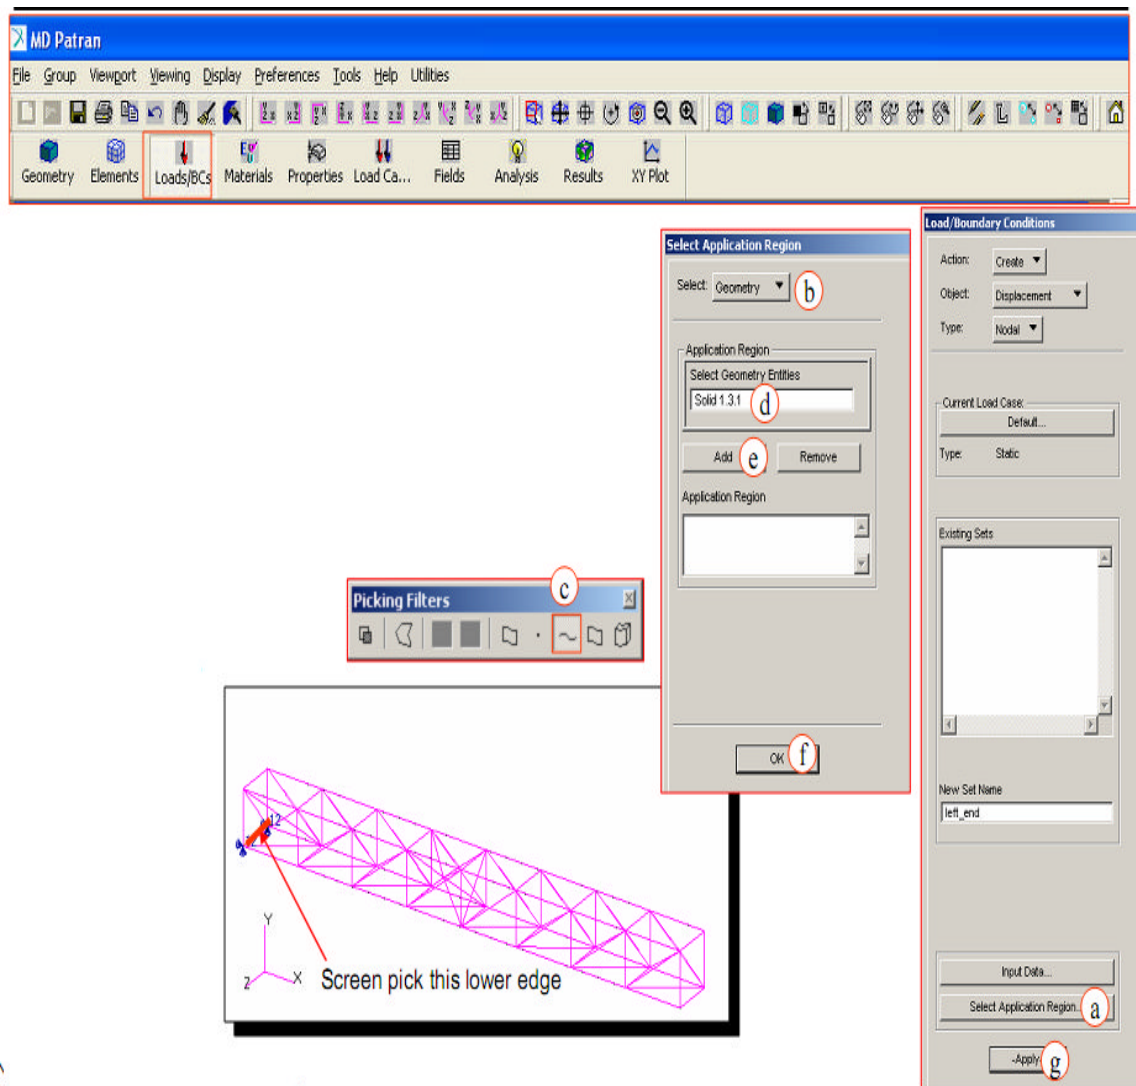 MD Patran
File Group Viewport Viewing Display Preferences Tools Help Utilities
Geometry Elements Loads/BCs Materials Properties Load Ca... Fields Analysis Results XY Plot
Select Application Region
Select: Geometry b
Application Region
Select Geometry Entities
Solid 1.3.1 d
Add e Remove
Application Region
OK f
Load/Boundary Conditions
Action: Create
Object: Displacement
Type: Nodal
Current Load Case:
Default...
Type: Static
Existing Sets
New Set Name
left_end
Input Data...
Select Application Region... a
-Apply- g
c
Picking Filters
12
Y
Z X
Screen pick this lower edge